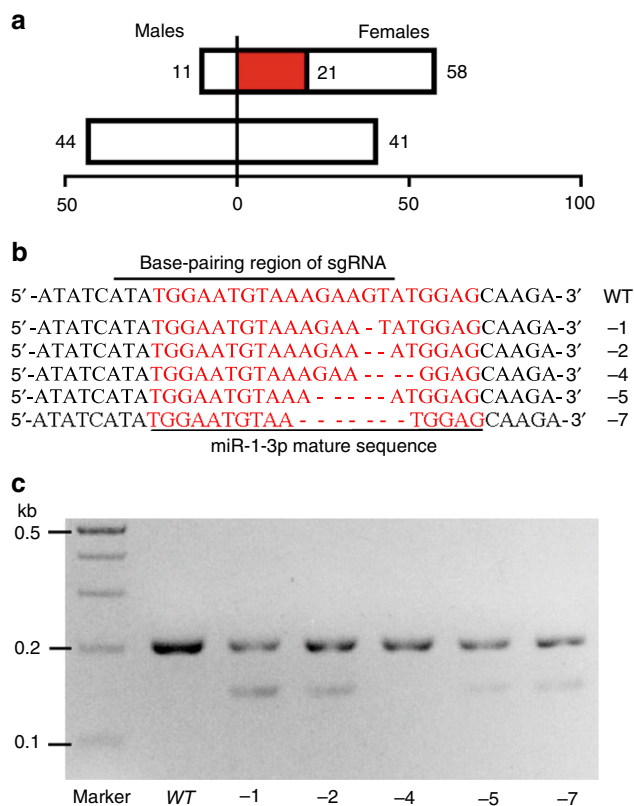 a
Males Females
11 21 58
44 41
50 0 50 100
b
Base-pairing region of sgRNA
5′-ATATCATATGGAATGTAAAGAAGTATGGAGCAAGA-3′ WT
5′-ATATCATATGGAATGTAAAGAA-TATGGAGCAAGA-3′ –1
5′-ATATCATATGGAATGTAAAGAA--ATGGAGCAAGA-3′ –2
5′-ATATCATATGGAATGTAAAGAA----GGAGCAAGA-3′ –4
5′-ATATCATATGGAATGTAAA-----ATGGAGCAAGA-3′ –5
5′-ATATCATATGGAATGTAA-------TGGAGCAAGA-3′ –7
miR-1-3p mature sequence
c
kb
0.5
0.2
0.1
Marker WT –1 –2 –4 –5 –7